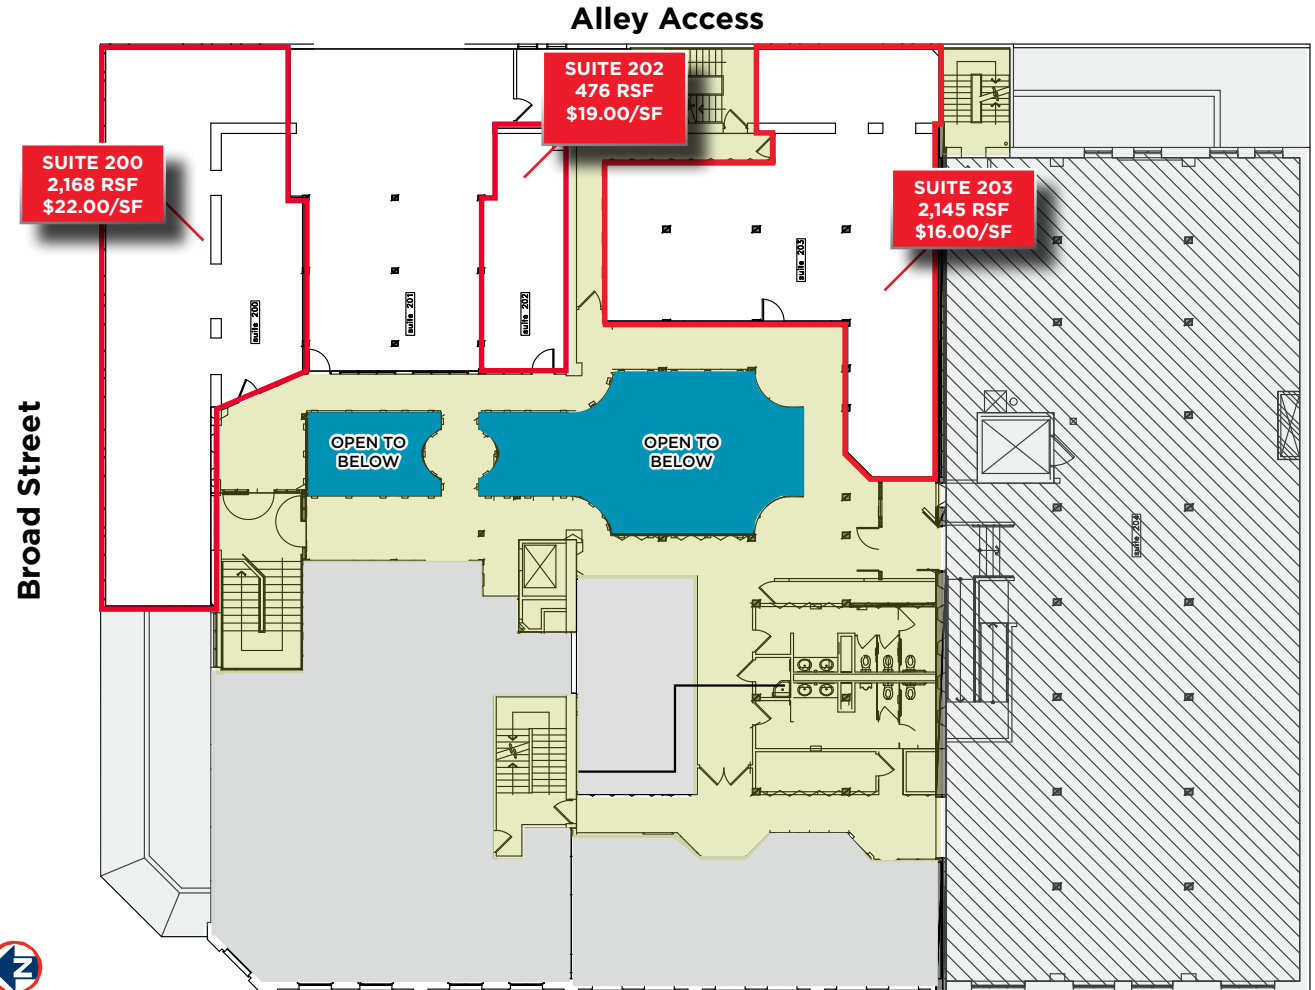 Alley Access
SUITE 202
476 RSF
$19.00/SF
SUITE 200
2,168 RSF
$22.00/SF
SUITE 203
2,145 RSF
$16.00/SF
suite 200
suite 201
suite 202
suite 203
suite 204
OPEN TO
BELOW
OPEN TO
BELOW
Broad Street
N